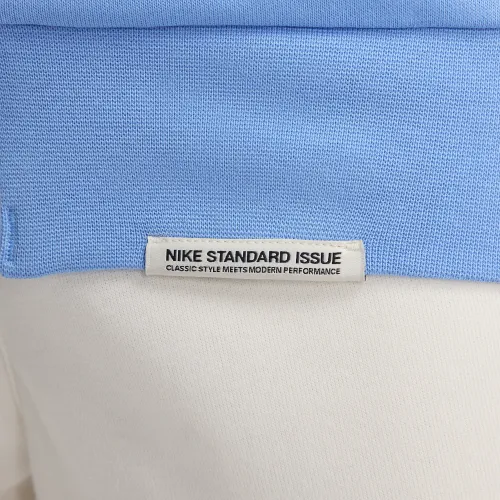 NIKE STANDARD ISSUE
CLASSIC STYLE MEETS MODERN PERFORMANCE